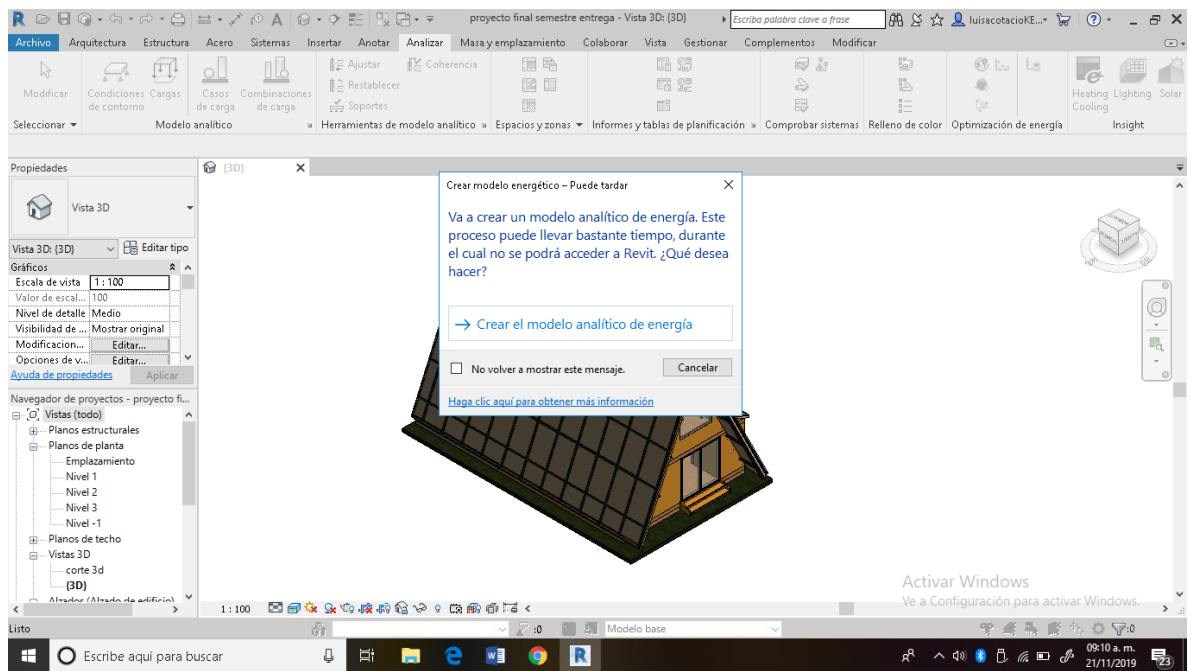 proyecto final semestre entrega - Vista 3D: {3D}
Escriba palabra clave o frase
luisacotacioKE...
Archivo Arquitectura Estructura Acero Sistemas Insertar Anotar Analizar Masa y emplazamiento Colaborar Vista Gestionar Complementos Modificar
Modificar
Condiciones de contorno
Cargas
Casos de carga
Combinaciones de carga
Ajustar
Restablecer
Soportes
Coherencia
Heating Cooling
Lighting
Solar
Seleccionar
Modelo analítico
Herramientas de modelo analítico
Espacios y zonas
Informes y tablas de planificación
Comprobar sistemas
Relleno de color
Optimización de energía
Insight
Propiedades
{3D}
Vista 3D
Vista 3D: {3D}
Editar tipo
Gráficos
Escala de vista 1 : 100
Valor de escal... 100
Nivel de detalle Medio
Visibilidad de ... Mostrar original
Modificacion... Editar...
Opciones de v... Editar...
Ayuda de propiedades
Aplicar
Navegador de proyectos - proyecto fi...
Vistas (todo)
Planos estructurales
Planos de planta
Emplazamiento
Nivel 1
Nivel 2
Nivel 3
Nivel -1
Planos de techo
Vistas 3D
corte 3d
{3D}
Alzados (Alzado de edificio)
Crear modelo energético – Puede tardar
Va a crear un modelo analítico de energía. Este
proceso puede llevar bastante tiempo, durante
el cual no se podrá acceder a Revit. ¿Qué desea
hacer?
Crear el modelo analítico de energía
No volver a mostrar este mensaje.
Cancelar
Haga clic aquí para obtener más información
Activar Windows
Ve a Configuración para activar Windows.
1 : 100
Listo
:0
Modelo base
:0
Escribe aquí para buscar
09:10 a. m.
21/11/2019
23